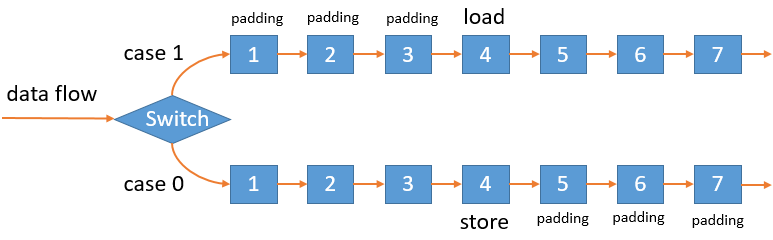 padding padding padding load
case 1 1 2 3 4 5 6 7
data flow
Switch
case 0 1 2 3 4 5 6 7
store padding padding padding